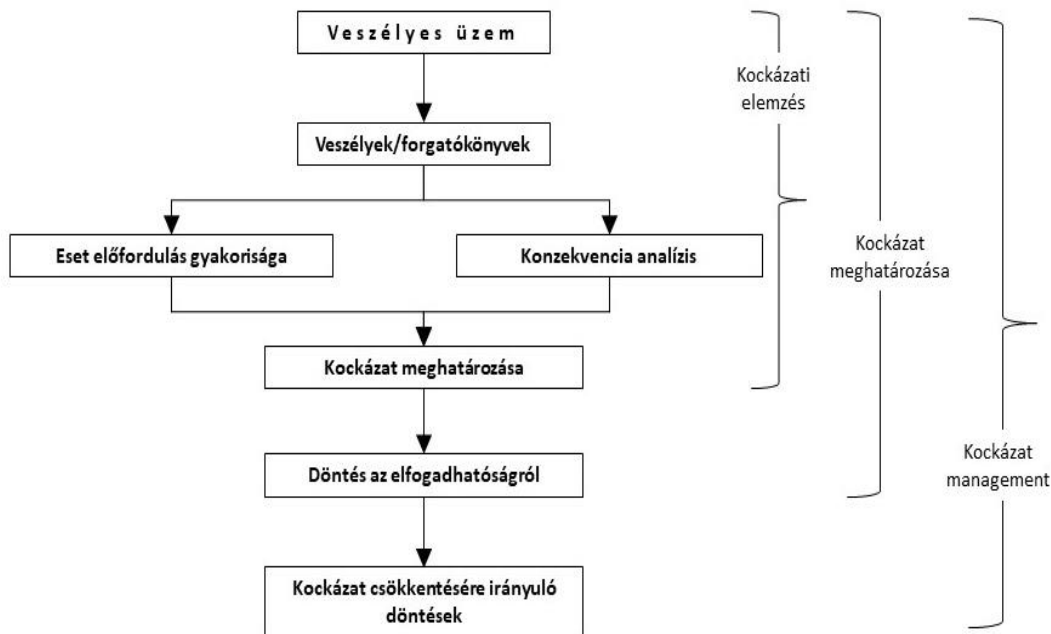 Veszélyes üzem
Kockázati
elemzés
Veszélyek/forgatókönyvek
Eset előfordulás gyakorisága
Konzekvencia analízis
Kockázat
meghatározása
Kockázat meghatározása
Döntés az elfogadhatóságról
Kockázat
management
Kockázat csökkentésére irányuló
döntések